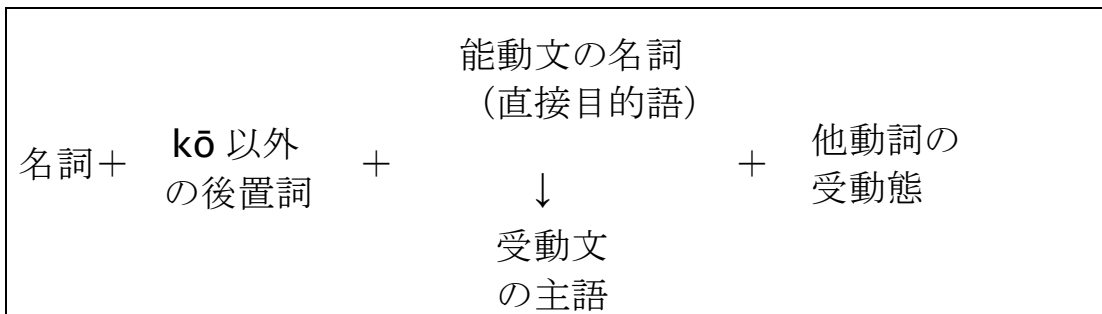 名詞+ kō 以外の後置詞 +
能動文の名詞
(直接目的語)
↓
受動文
の主語
+ 他動詞の
受動態